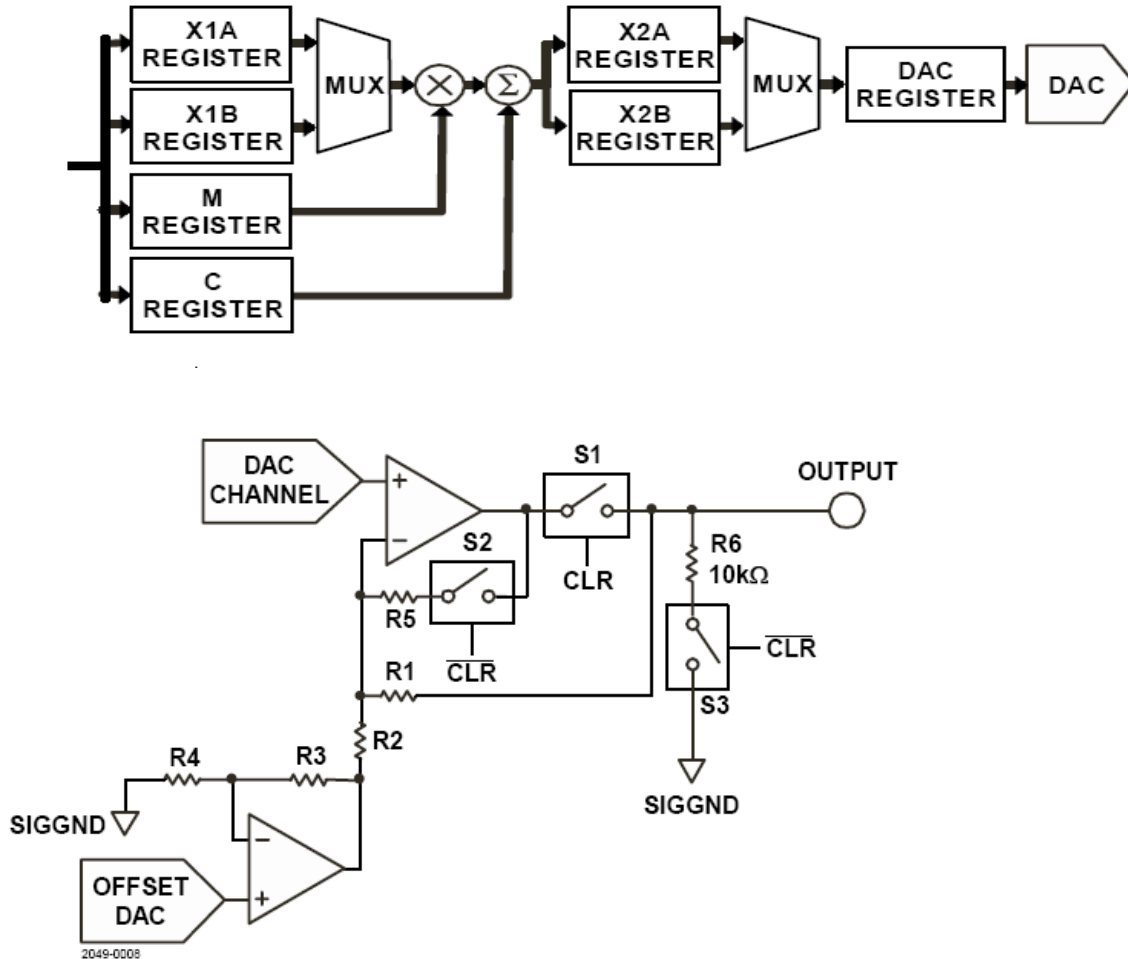 X1A
REGISTER
X1B
REGISTER
M
REGISTER
C
REGISTER
MUX
×
Σ
X2A
REGISTER
X2B
REGISTER
MUX
DAC
REGISTER
DAC
DAC
CHANNEL
+
−
S1
CLR
OUTPUT
S2
R5
CLR
R6
10kΩ
CLR
S3
SIGGND
R1
R2
R4
R3
SIGGND
−
+
OFFSET
DAC
2049-0008